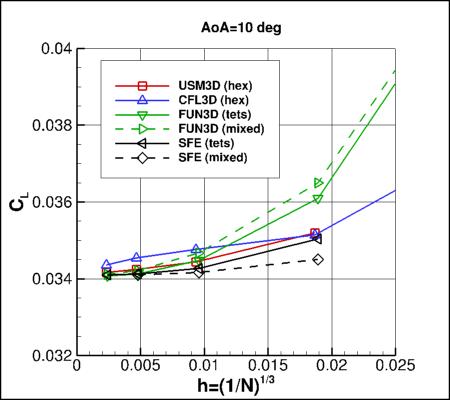 AoA=10 deg
0.04
USM3D (hex)
CFL3D (hex)
FUN3D (tets)
FUN3D (mixed)
SFE (tets)
SFE (mixed)
0.038
0.036
C_L
0.034
0.032
0 0.005 0.01 0.015 0.02 0.025
h=(1/N)^1/3